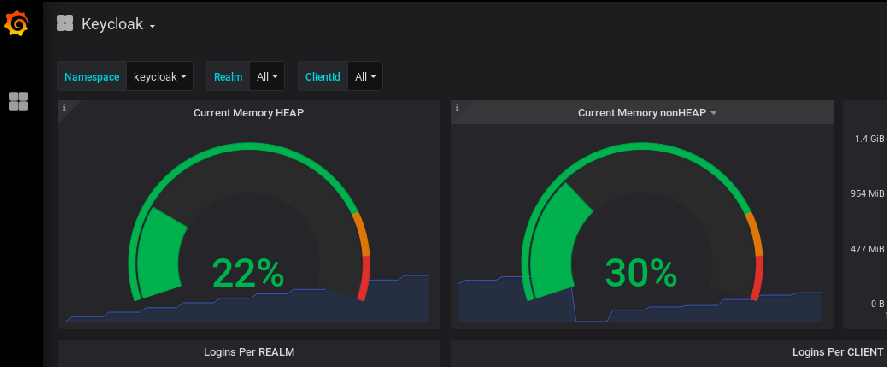 Keycloak
Namespace keycloak Realm All ClientId All
i
Current Memory HEAP
22%
i
Current Memory nonHEAP
30%
1.4 GiB
954 MiB
477 MiB
0 B
Logins Per REALM
Logins Per CLIENT